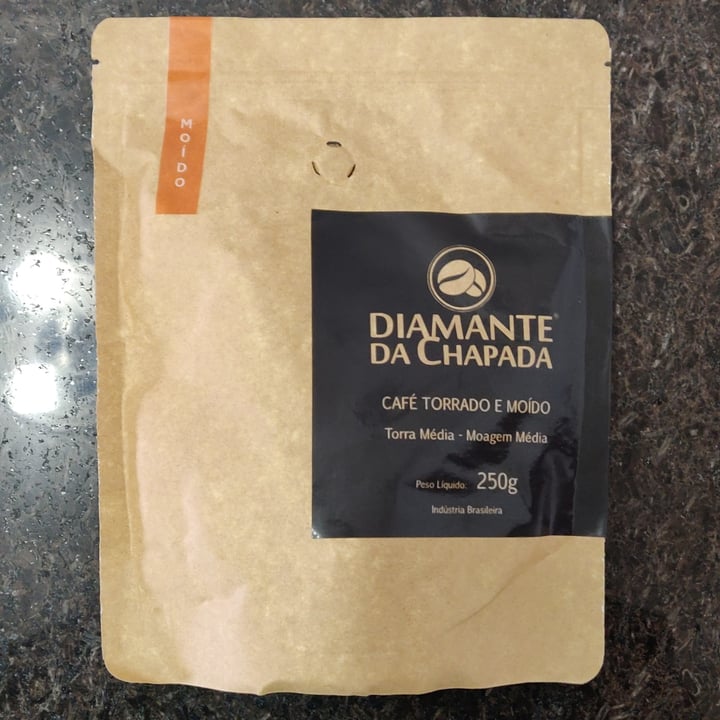 MOÍDO
DIAMANTE®
DA CHAPADA
CAFÉ TORRADO E MOÍDO
Torra Média - Moagem Média
Peso Líquido: 250g
Indústria Brasileira